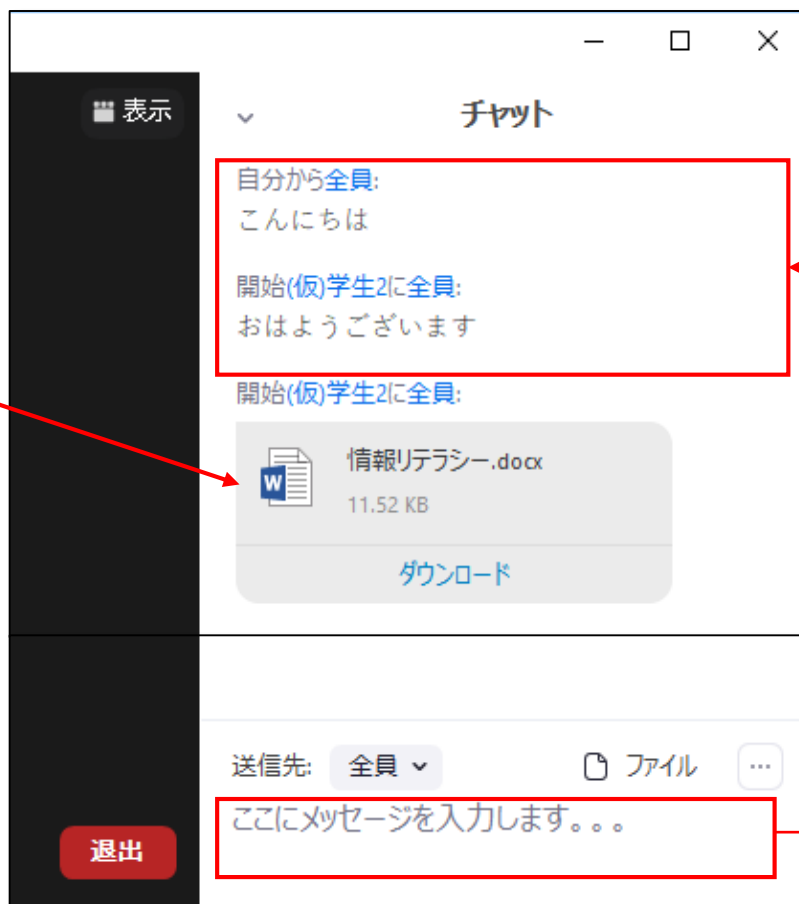 表示
チャット
自分から全員:
こんにちは
開始(仮)学生2に全員:
おはようございます
開始(仮)学生2に全員:
情報リテラシー.docx
W
11.52 KB
ダウンロード
送信先: 全員 ファイル ...
ここにメッセージを入力します。。。
退出